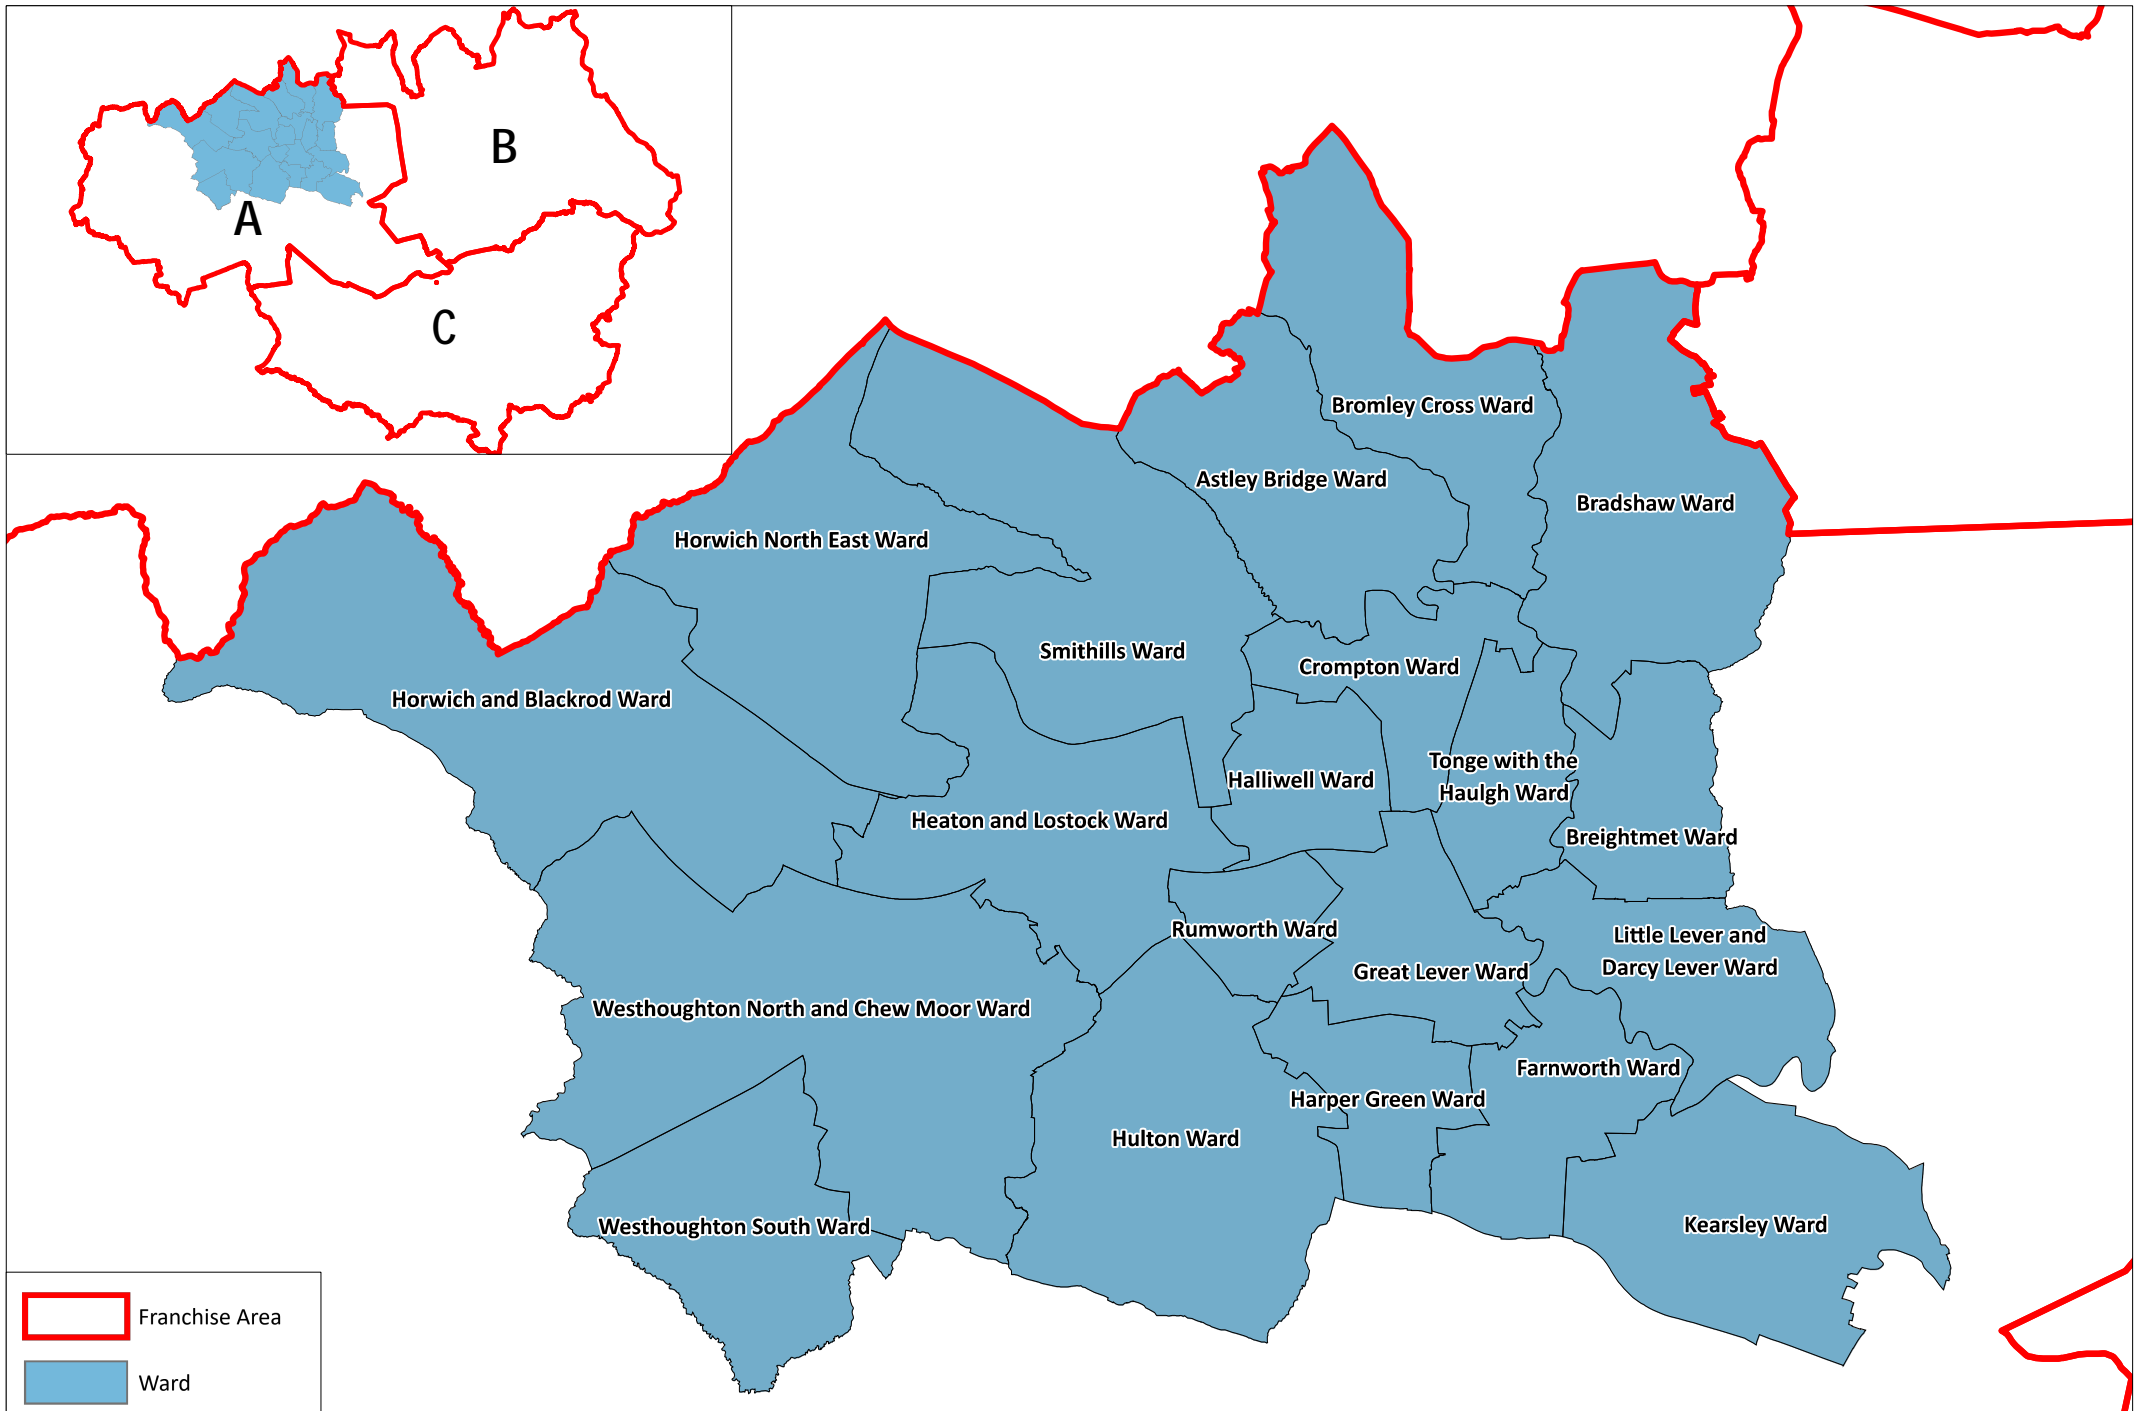 B
A
C
Bromley Cross Ward
Astley Bridge Ward
Bradshaw Ward
Horwich North East Ward
Smithills Ward
Crompton Ward
Horwich and Blackrod Ward
Tonge with the
Haulgh Ward
Halliwell Ward
Heaton and Lostock Ward
Breightmet Ward
Rumworth Ward
Little Lever and
Darcy Lever Ward
Great Lever Ward
Westhoughton North and Chew Moor Ward
Farnworth Ward
Harper Green Ward
Hulton Ward
Westhoughton South Ward
Kearsley Ward
Franchise Area
Ward